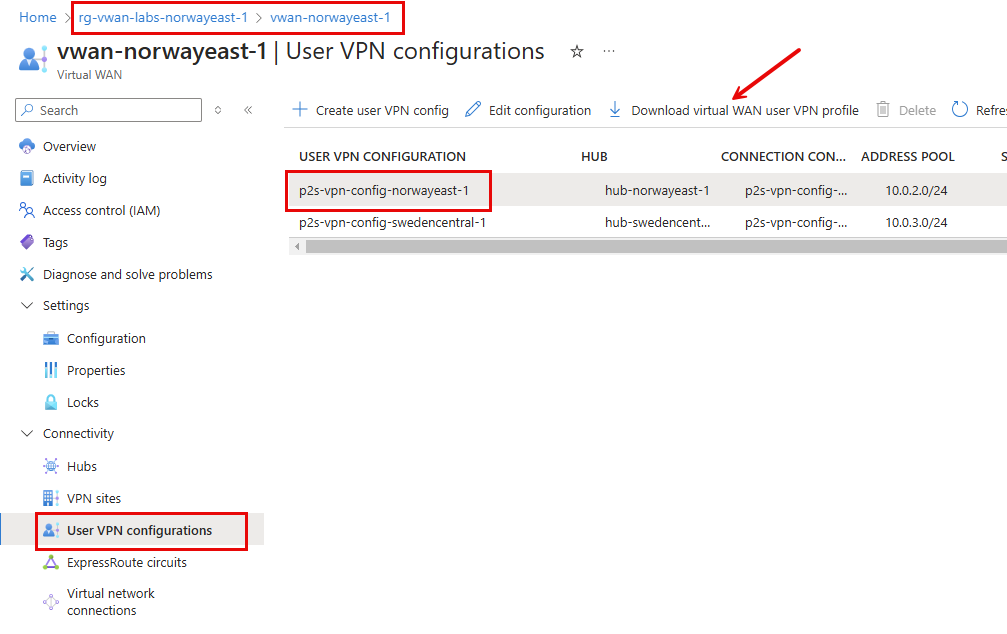 Home > rg-vwan-labs-norwayeast-1 > vwan-norwayeast-1 >
vwan-norwayeast-1 | User VPN configurations ☆ ···
Virtual WAN
Search
Create user VPN config Edit configuration Download virtual WAN user VPN profile Delete Refre
USER VPN CONFIGURATION HUB CONNECTION CON... ADDRESS POOL S
p2s-vpn-config-norwayeast-1 hub-norwayeast-1 p2s-vpn-config-... 10.0.2.0/24
p2s-vpn-config-swedencentral-1 hub-swedencent... p2s-vpn-config-... 10.0.3.0/24
Overview
Activity log
Access control (IAM)
Tags
Diagnose and solve problems
Settings
Configuration
Properties
Locks
Connectivity
Hubs
VPN sites
User VPN configurations
ExpressRoute circuits
Virtual network
connections